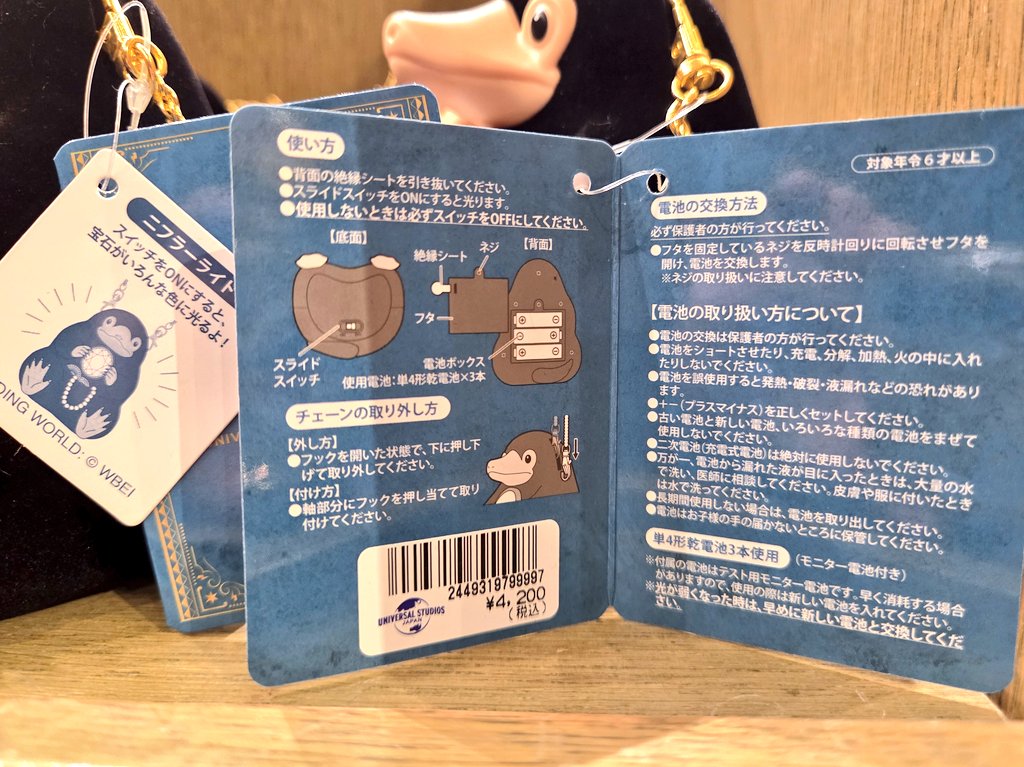 ニフラーライト
スイッチをONにすると、
宝石がいろんな色に光るよ!
DING WORLD: © WBEI
使い方
●背面の絶縁シートを引き抜いてください。
●スライドスイッチをONにすると光ります。
●使用しないときは必ずスイッチをOFFにしてください。
【底面】
スライド
スイッチ
絶縁シート
ネジ
【背面】
フタ
電池ボックス
使用電池:単4形乾電池×3本
チェーンの取り外し方
【外し方】
●フックを開いた状態で、下に押し下
げて取り外してください。
【付け方】
●軸部分にフックを押し当てて取り
付けてください。
2449319799997
¥4,200
(税込)
UNIVERSAL STUDIOS
JAPAN
対象年令6才以上
電池の交換方法
必ず保護者の方が行ってください。
●フタを固定しているネジを反時計回りに回転させフタを
開け、電池を交換します。
※ネジの取り扱いに注意してください。
【電池の取り扱い方について】
●電池の交換は保護者の方が行ってください。
●電池をショートさせたり、充電、分解、加熱、火の中に入れ
たりしないでください。
●電池を誤使用すると発熱・破裂・液漏れなどの恐れがあり
ます。
●+ー(プラスマイナス)を正しくセットしてください。
●古い電池と新しい電池、いろいろな種類の電池をまぜて
使用しないでください。
●二次電池(充電式電池)は絶対に使用しないでください。
●万が一、電池から漏れた液が目に入ったときは、大量の水
で洗い、医師に相談してください。皮膚や服に付いたとき
は水で洗ってください。
●長期間使用しない場合は、電池を取り出してください。
●電池はお子様の手の届かないところに保管してください。
単4形乾電池3本使用
(モニター電池付き)
※付属の電池はテスト用モニター電池です。早く消耗する場合
がありますので、使用の際は新しい電池を入れてください。
※光が弱くなった時は、早めに新しい電池と交換してくだ
さい。